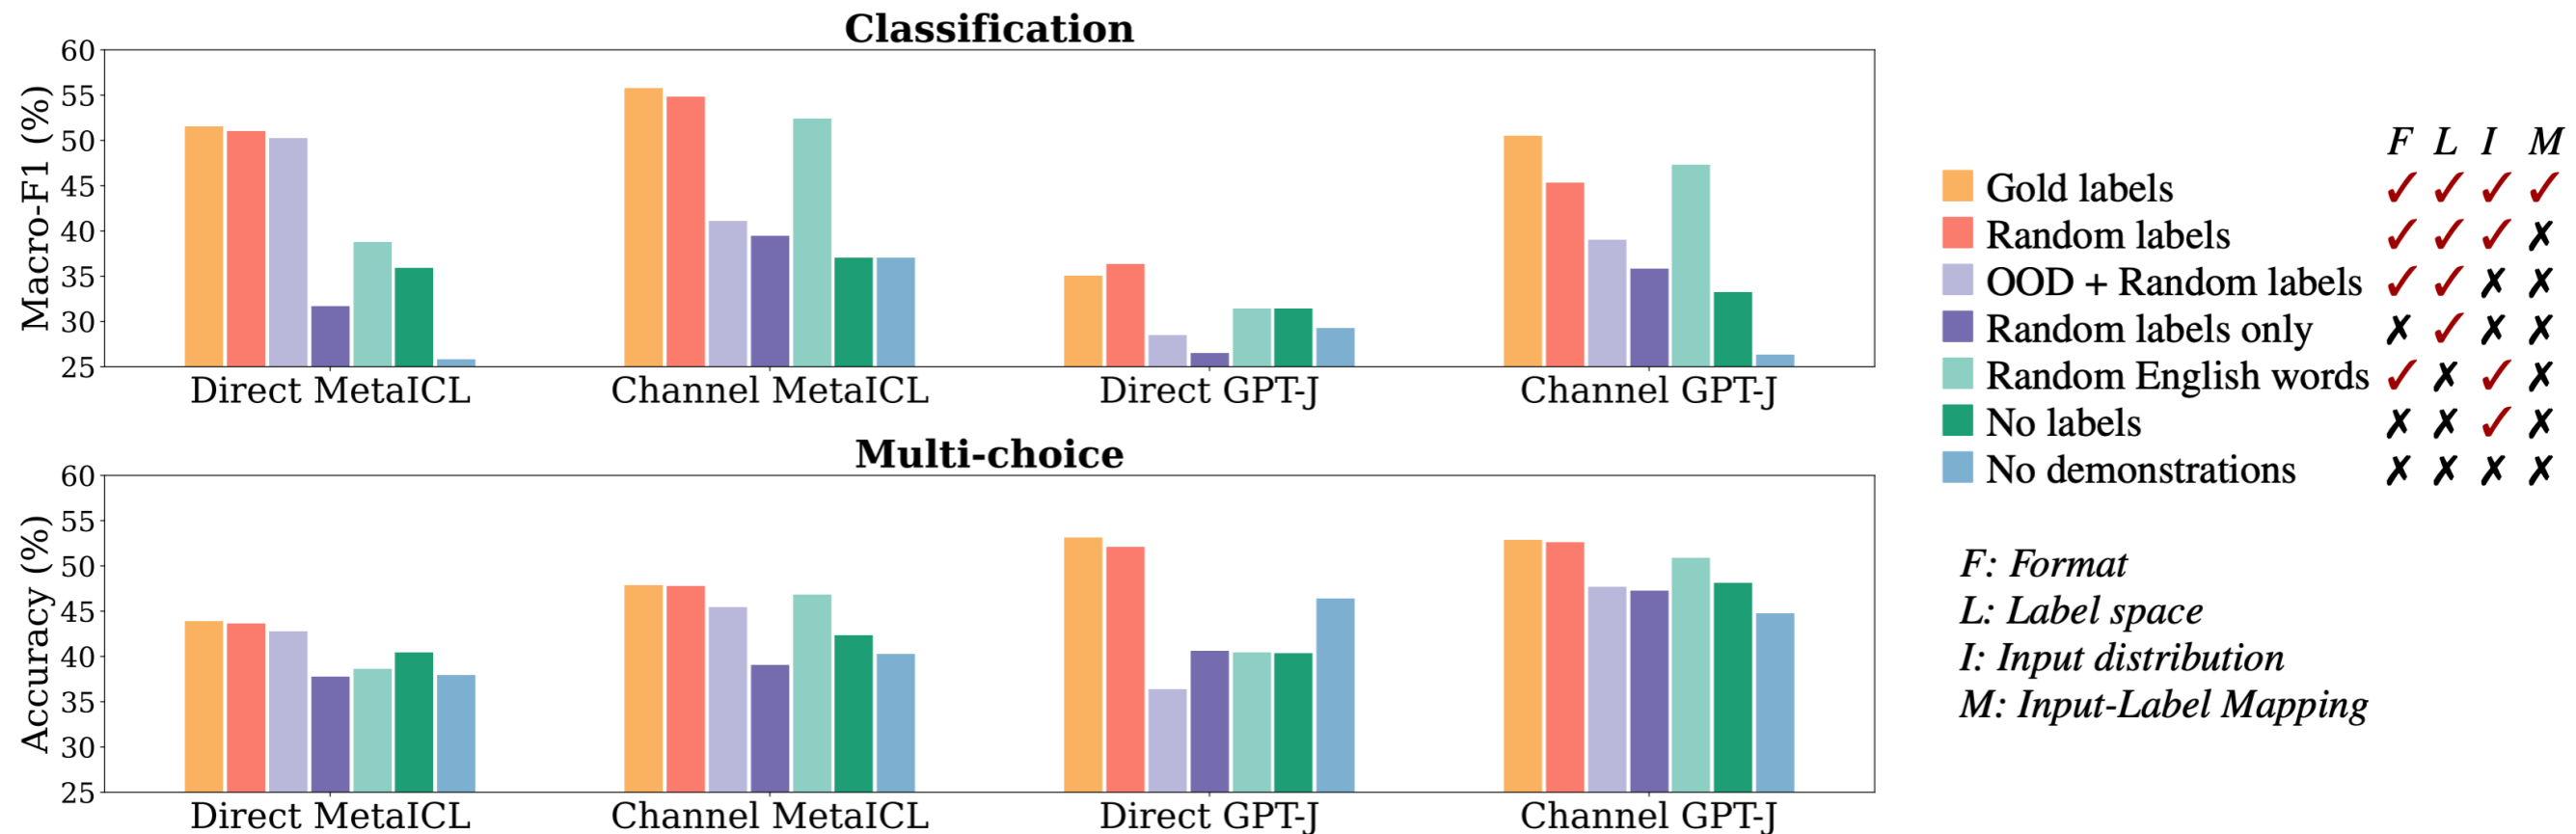 Classification
Macro-F1 (%)
60
55
50
45
40
35
30
25
Direct MetaICL
Channel MetaICL
Direct GPT-J
Channel GPT-J
Multi-choice
Accuracy (%)
60
55
50
45
40
35
30
25
Direct MetaICL
Channel MetaICL
Direct GPT-J
Channel GPT-J
F L I M
Gold labels ✓ ✓ ✓ ✓
Random labels ✓ ✓ ✓ ✗
OOD + Random labels ✓ ✓ ✗ ✗
Random labels only ✗ ✓ ✗ ✗
Random English words ✓ ✗ ✓ ✗
No labels ✗ ✗ ✓ ✗
No demonstrations ✗ ✗ ✗ ✗
F: Format
L: Label space
I: Input distribution
M: Input-Label Mapping